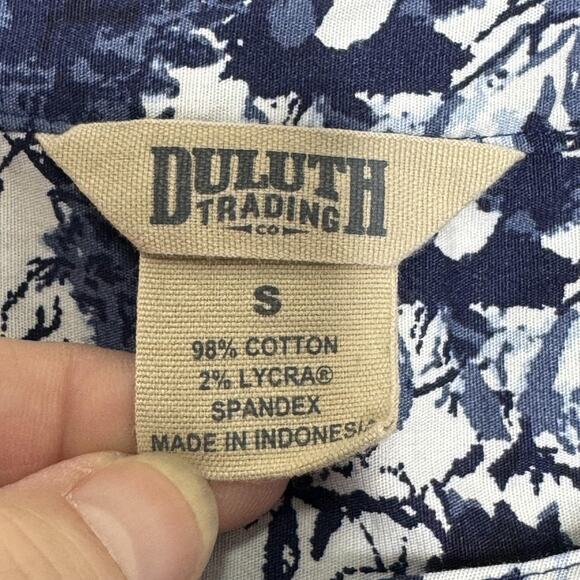 DULUTH
TRADING
CO
S
98% COTTON
2% LYCRA®
SPANDEX
MADE IN INDONESIA